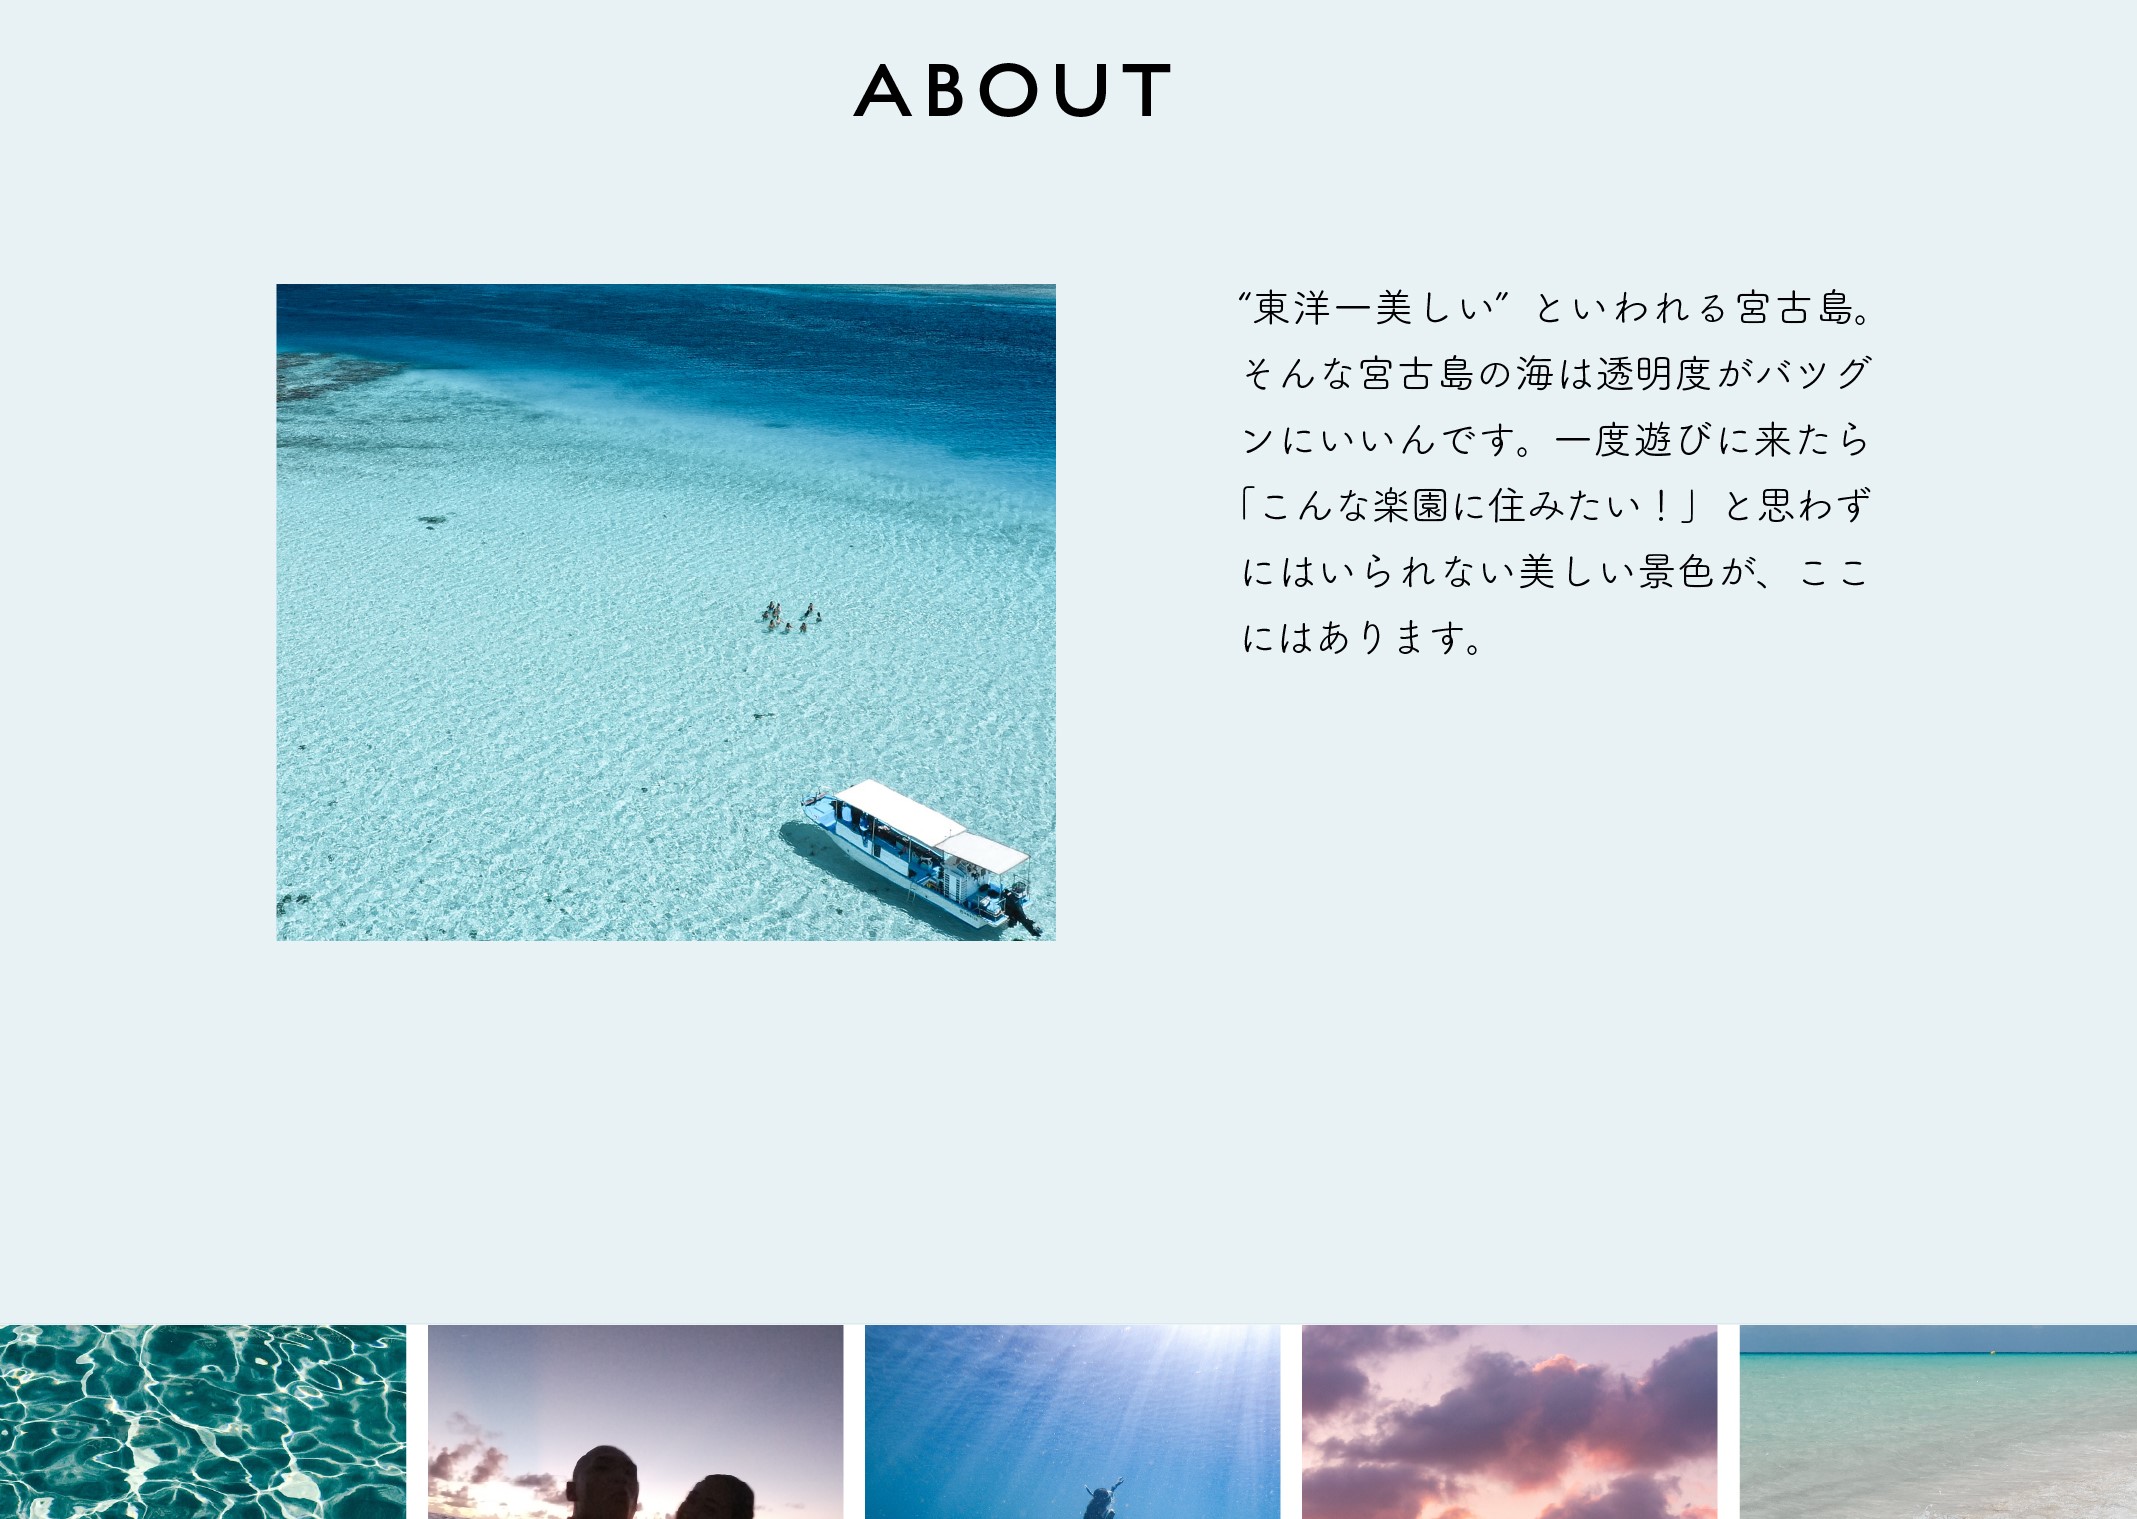 ABOUT
“東洋一美しい” といわれる宮古島。
そんな宮古島の海は透明度がバツグ
ンにいいんです。一度遊びに来たら
「こんな楽園に住みたい！」と思わず
にはいられない美しい景色が、ここ
にはあります。